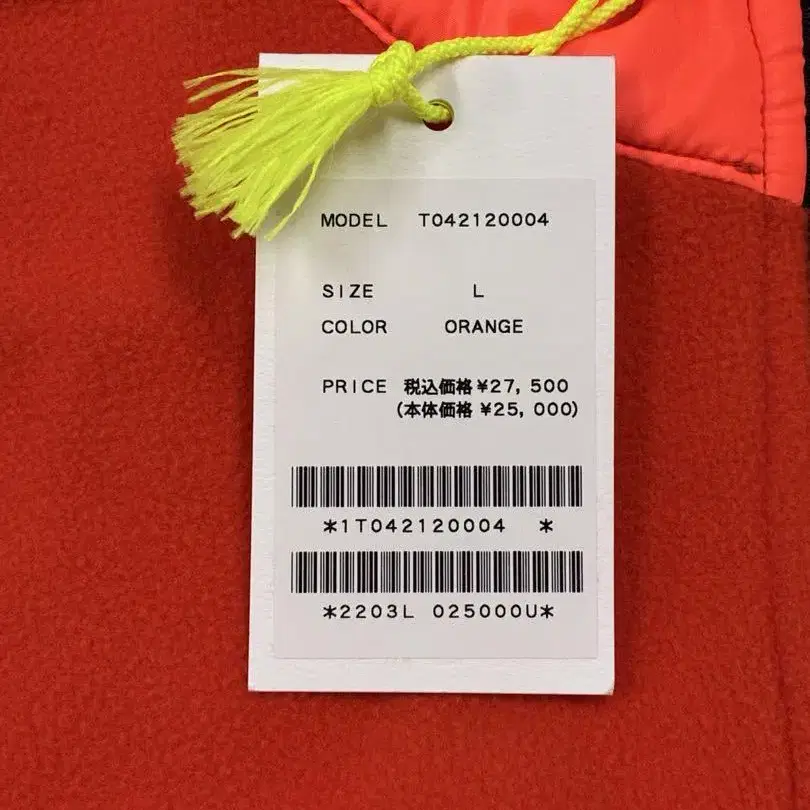 MODEL T042120004
SIZE L
COLOR ORANGE
PRICE 税込価格 ¥27,500
(本体価格 ¥25,000)
*1T042120004 *
*2203L 025000U*